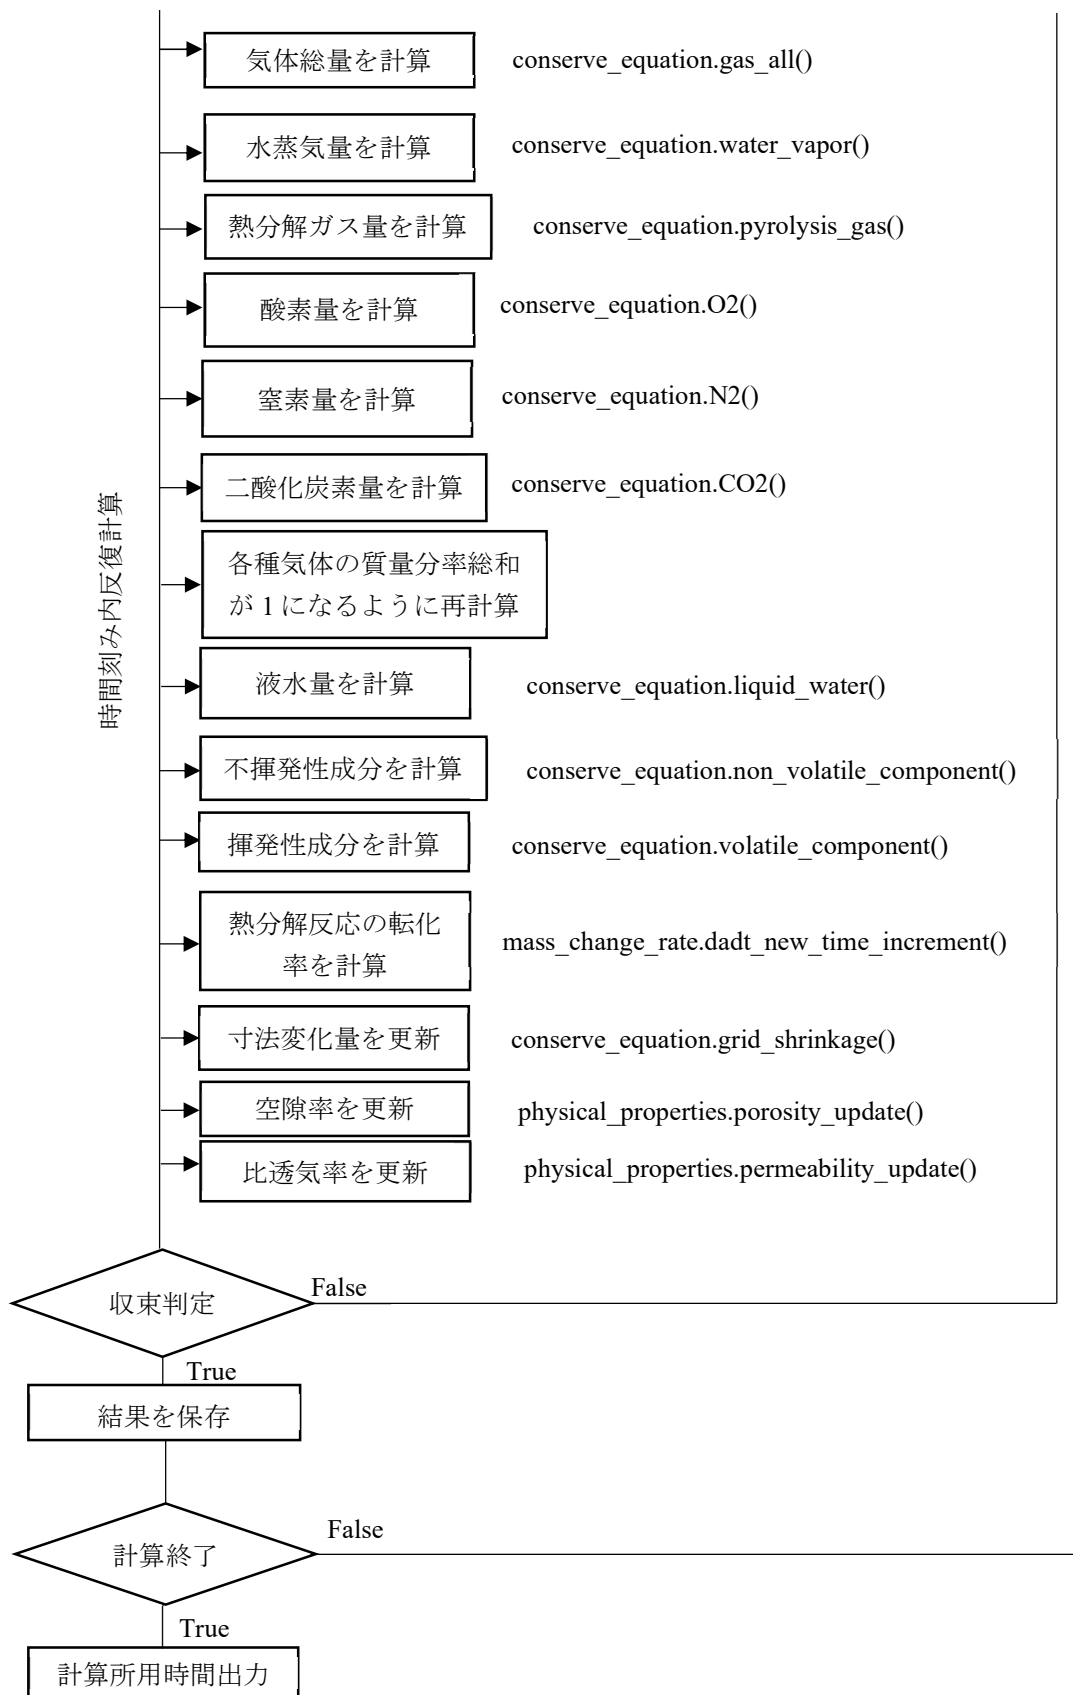 気体総量を計算 conserve_equation.gas_all()
水蒸気量を計算 conserve_equation.water_vapor()
熱分解ガス量を計算 conserve_equation.pyrolysis_gas()
酸素量を計算 conserve_equation.O2()
窒素量を計算 conserve_equation.N2()
二酸化炭素量を計算 conserve_equation.CO2()
時間刻み内反復計算
各種気体の質量分率総和
が 1 になるように再計算
液水量を計算 conserve_equation.liquid_water()
不揮発性成分を計算 conserve_equation.non_volatile_component()
揮発性成分を計算 conserve_equation.volatile_component()
熱分解反応の転化
率を計算 mass_change_rate.dadt_new_time_increment()
寸法変化量を更新 conserve_equation.grid_shrinkage()
空隙率を更新 physical_properties.porosity_update()
比透気率を更新 physical_properties.permeability_update()
収束判定 False
True
結果を保存
計算終了 False
True
計算所用時間出力